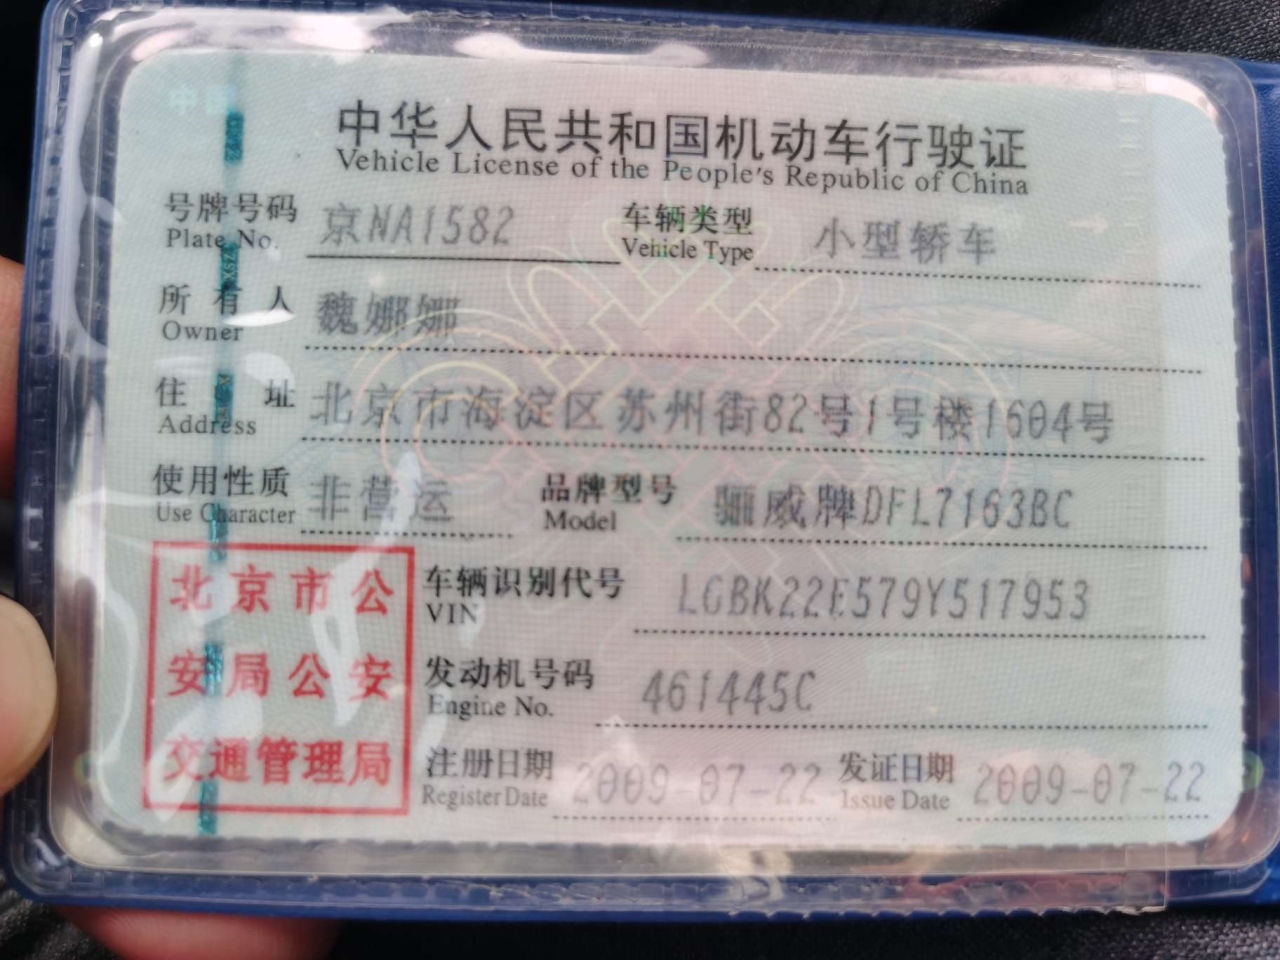 中华人民共和国机动车行驶证
Vehicle License of the People's Republic of China
号牌号码 京NA1582 车辆类型 小型轿车
Plate No. Vehicle Type
所有人 魏娜娜
Owner
住址 北京市海淀区苏州街82号1号楼1604号
Address
使用性质 非营运 品牌型号 骊威牌DFL7163BC
Use Character Model
北京市公
安局公安
交通管理局
车辆识别代号 LGBK22E579Y517953
VIN
发动机号码 461445C
Engine No.
注册日期 2009-07-22 发证日期 2009-07-22
Register Date Issue Date